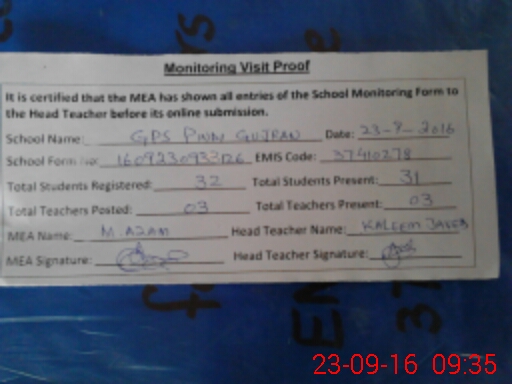 Monitoring Visit Proof
It is certified that the MEA has shown all entries of the School Monitoring Form to
the Head Teacher before its online submission.
School Name: GPS PINN GUJRAN Date: 23-9-2016
School Form No: 1609230933126 EMIS Code: 37410278
Total Students Registered: 32 Total Students Present: 31
Total Teachers Posted: 03 Total Teachers Present: 03
MEA Name: M AZAM Head Teacher Name: KALEEM
MEA Signature: Head Teacher Signature:
23-09-16 09:35